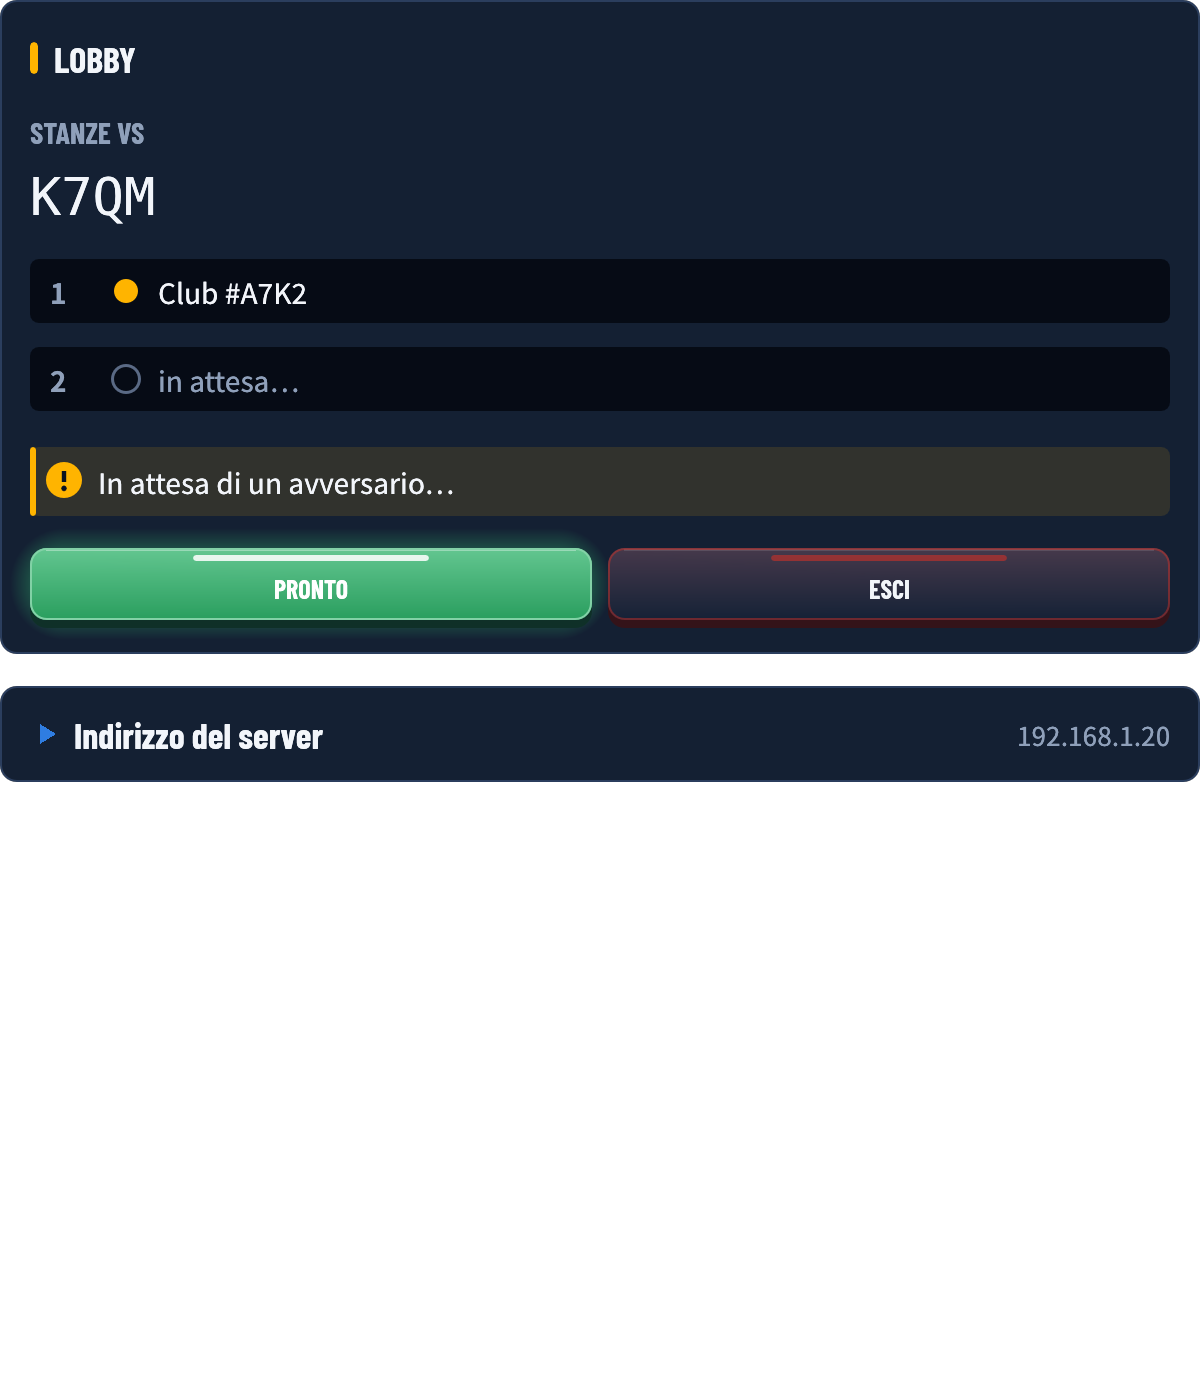 LOBBY
STANZE VS
K7QM
1 Club #A7K2
2 in attesa…
In attesa di un avversario…
PRONTO ESCI
Indirizzo del server 192.168.1.20